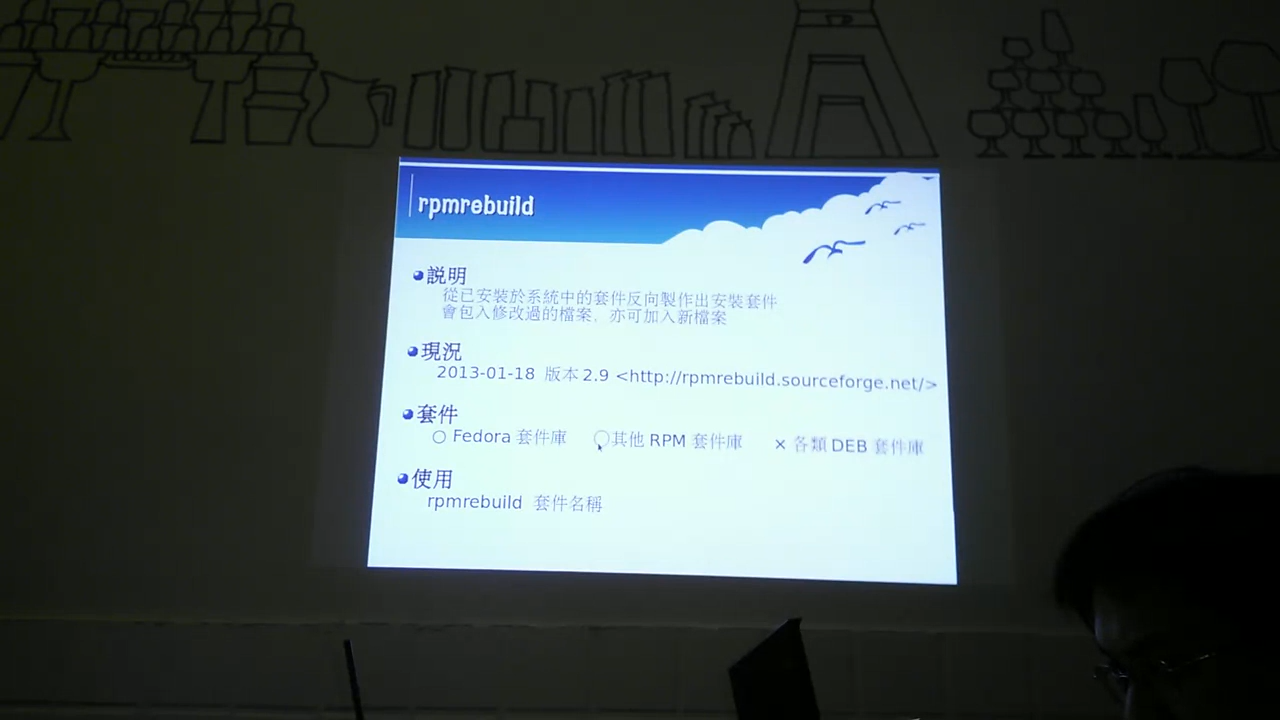 rpmrebuild
說明
從已安裝於系統中的套件反向製作出安裝套件
會包入修改過的檔案，亦可加入新檔案
現況
2013-01-18 版本 2.9 <http://rpmrebuild.sourceforge.net/>
套件
○ Fedora 套件庫 ○其他 RPM 套件庫 × 各類 DEB 套件庫
使用
rpmrebuild 套件名稱